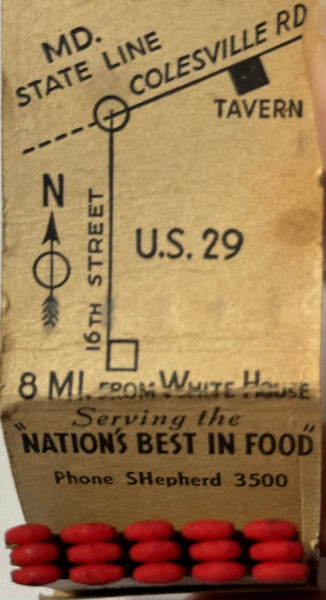 MD.
STATE LINE
COLESVILLE RD
TAVERN
N
16TH STREET
U.S. 29
8 MI. FROM WHITE HOUSE
Serving the
"NATION'S BEST IN FOOD"
Phone SHepherd 3500